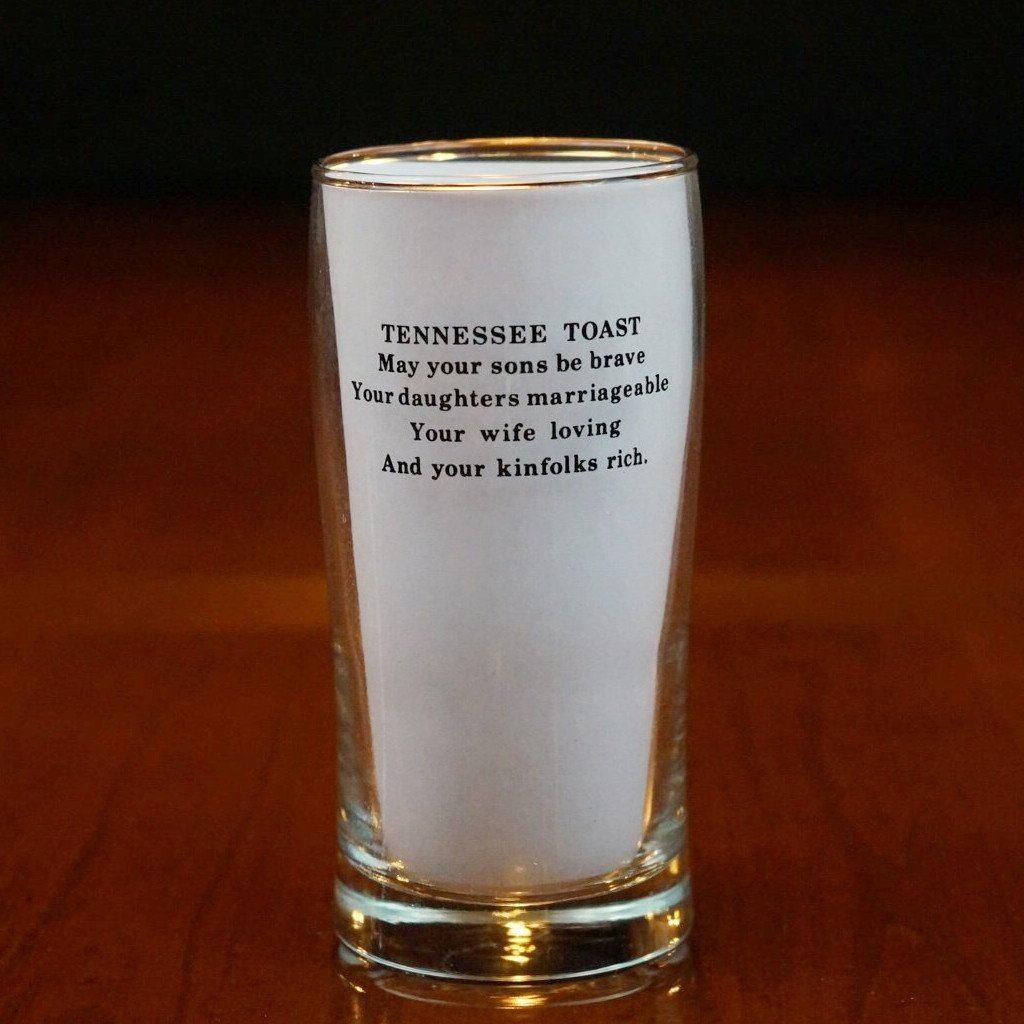 TENNESSEE TOAST
May your sons be brave
Your daughters marriageable
Your wife loving
And your kinfolks rich.